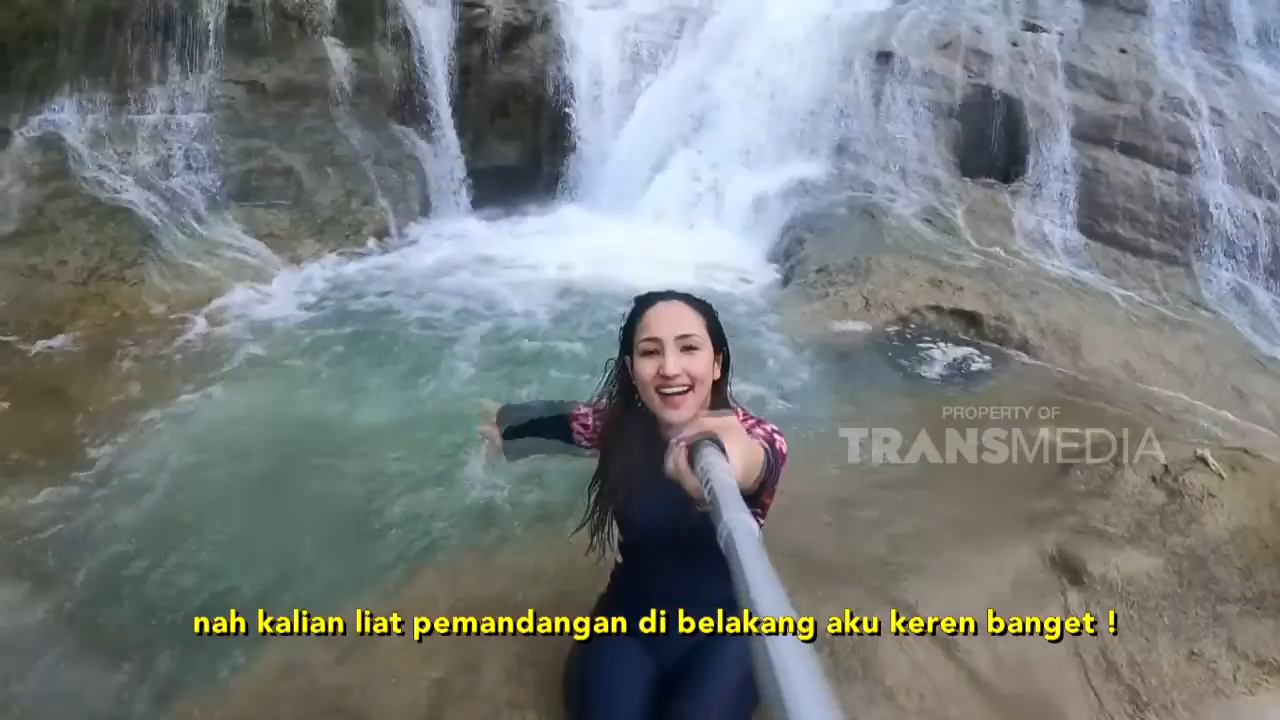 PROPERTY OF
TRANSMEDIA
nah kalian liat pemandangan di belakang aku keren banget !